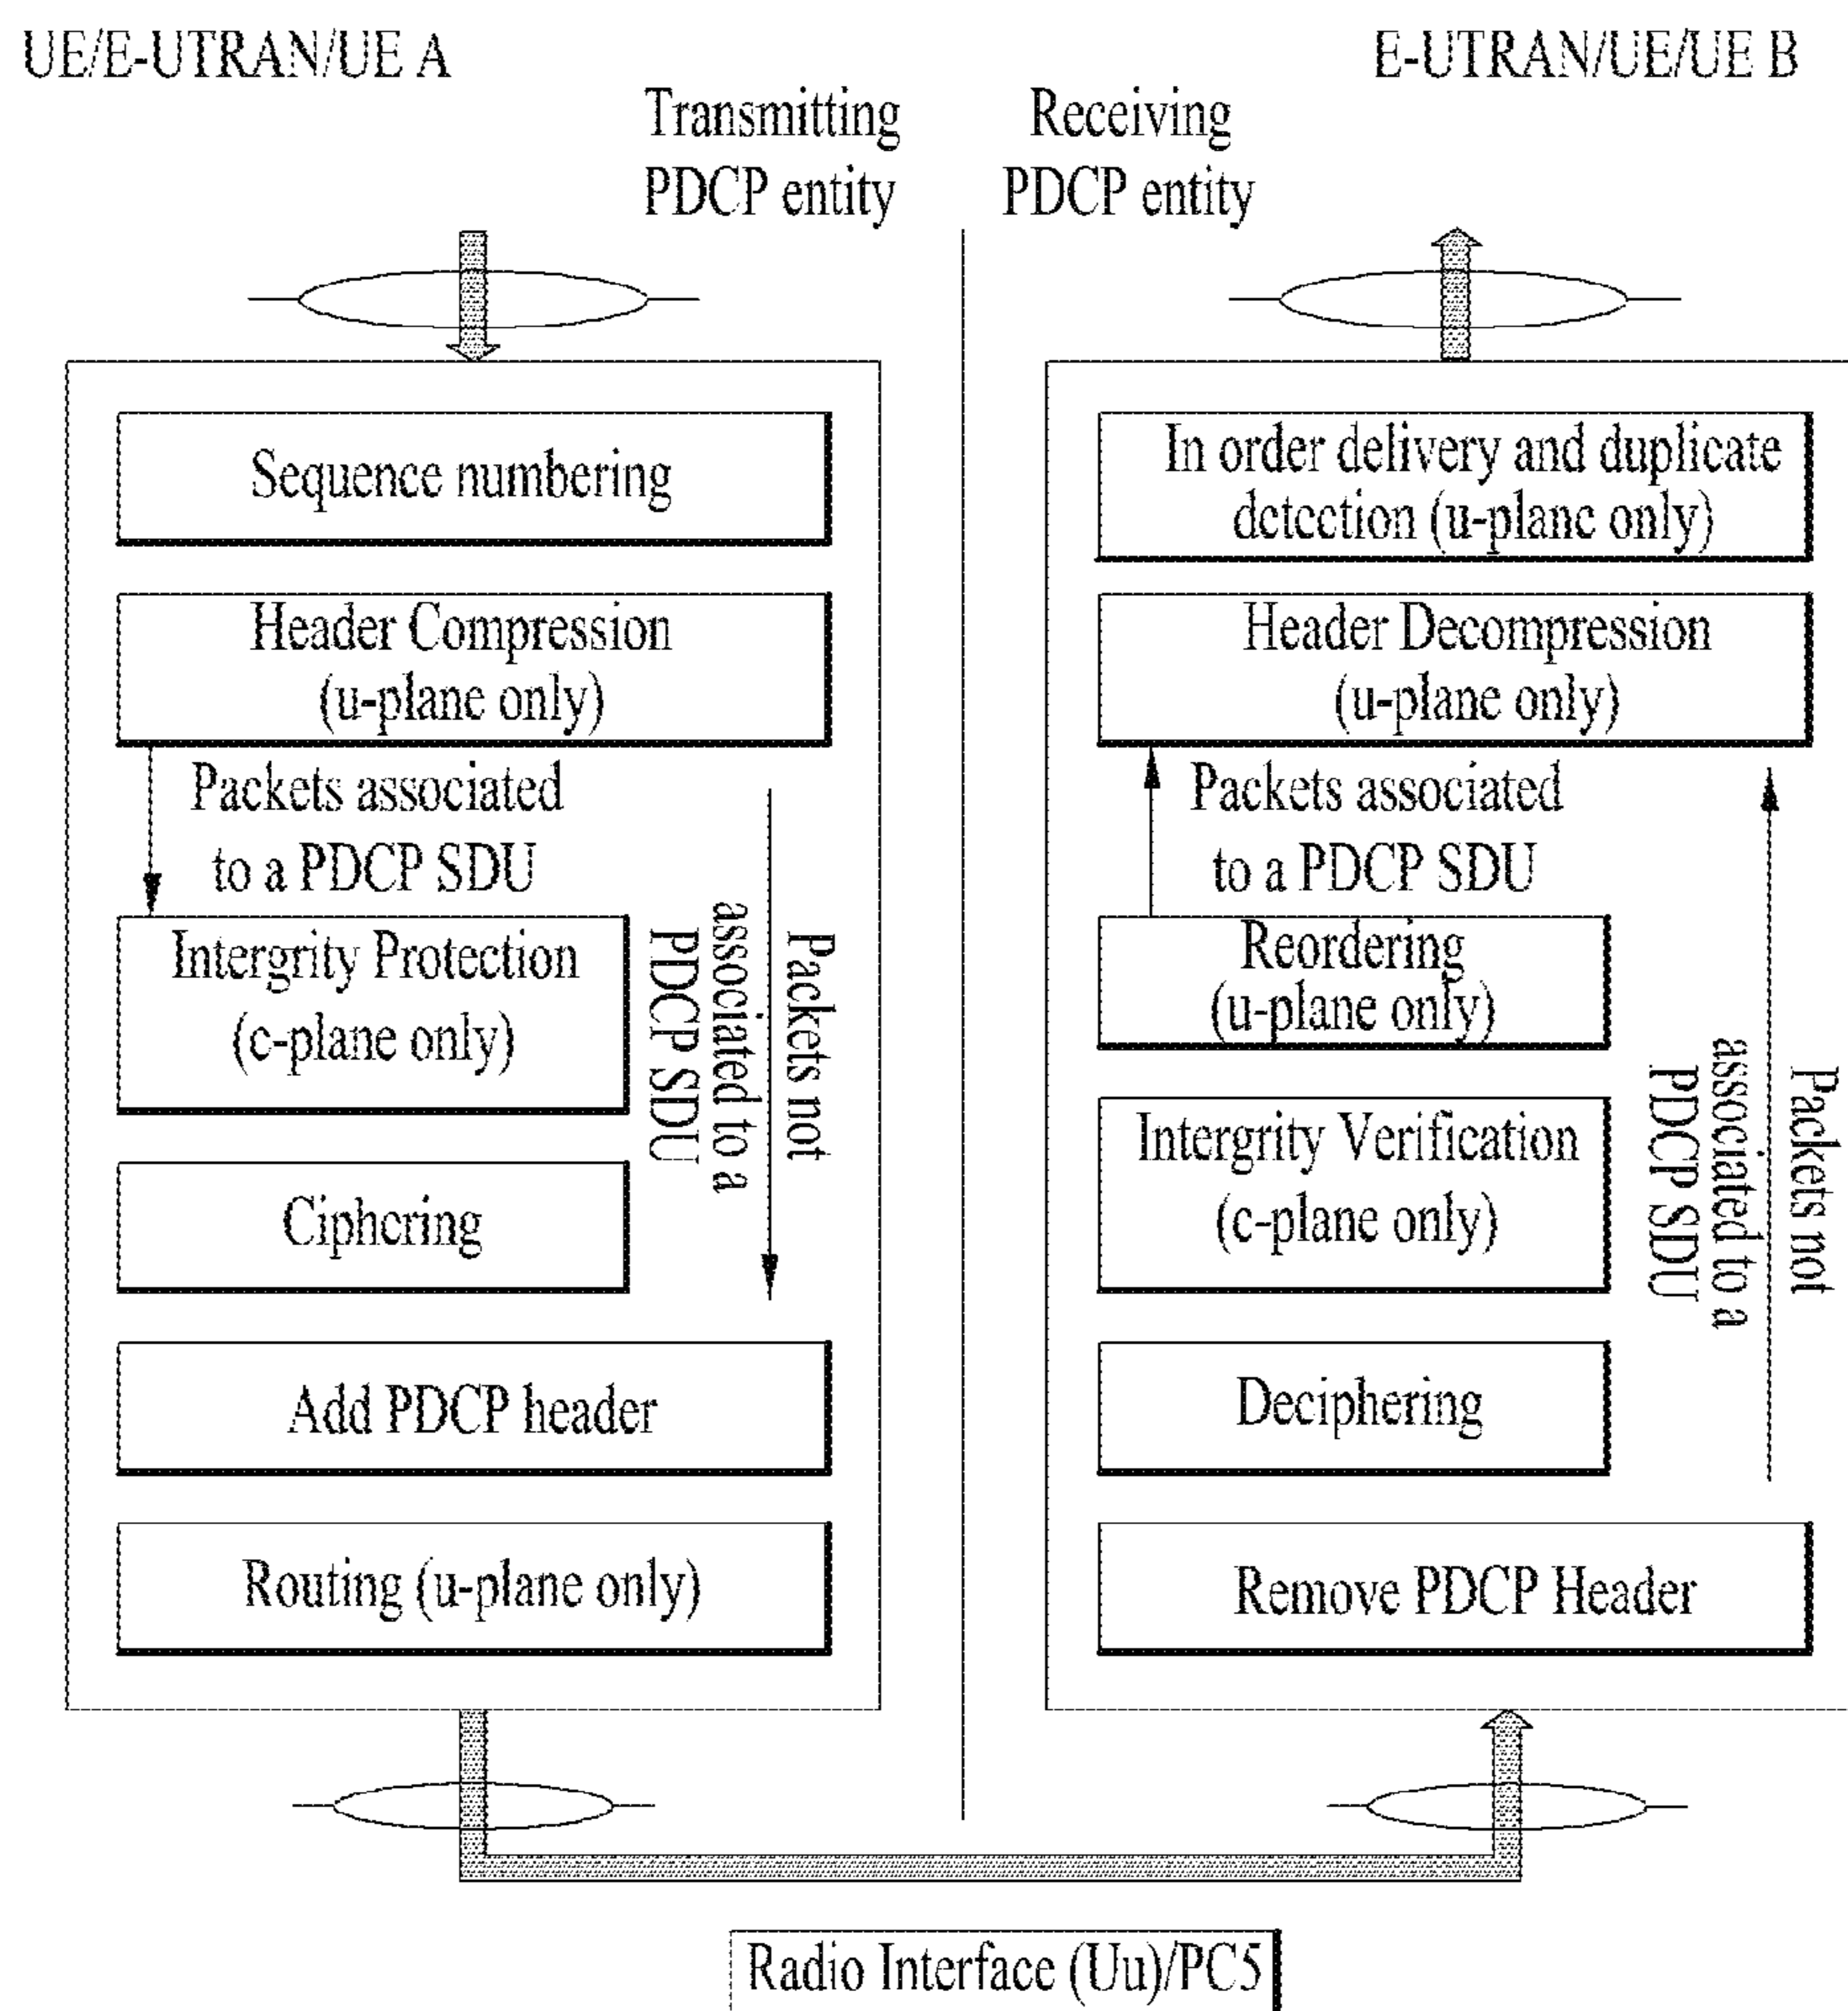 UE/E-UTRAN/UE A
E-UTRAN/UE/UE B
Transmitting
PDCP entity
Receiving
PDCP entity
Sequence numbering
Header Compression
(u-plane only)
Packets associated
to a PDCP SDU
Packets not
associated to a
PDCP SDU
Intergrity Protection
(c-plane only)
Ciphering
Add PDCP header
Routing (u-plane only)
In order delivery and duplicate
detection (u-plane only)
Header Decompression
(u-plane only)
Packets associated
to a PDCP SDU
Reordering
(u-plane only)
Packets not
associated to a
PDCP SDU
Intergrity Verification
(c-plane only)
Deciphering
Remove PDCP Header
Radio Interface (Uu)/PC5